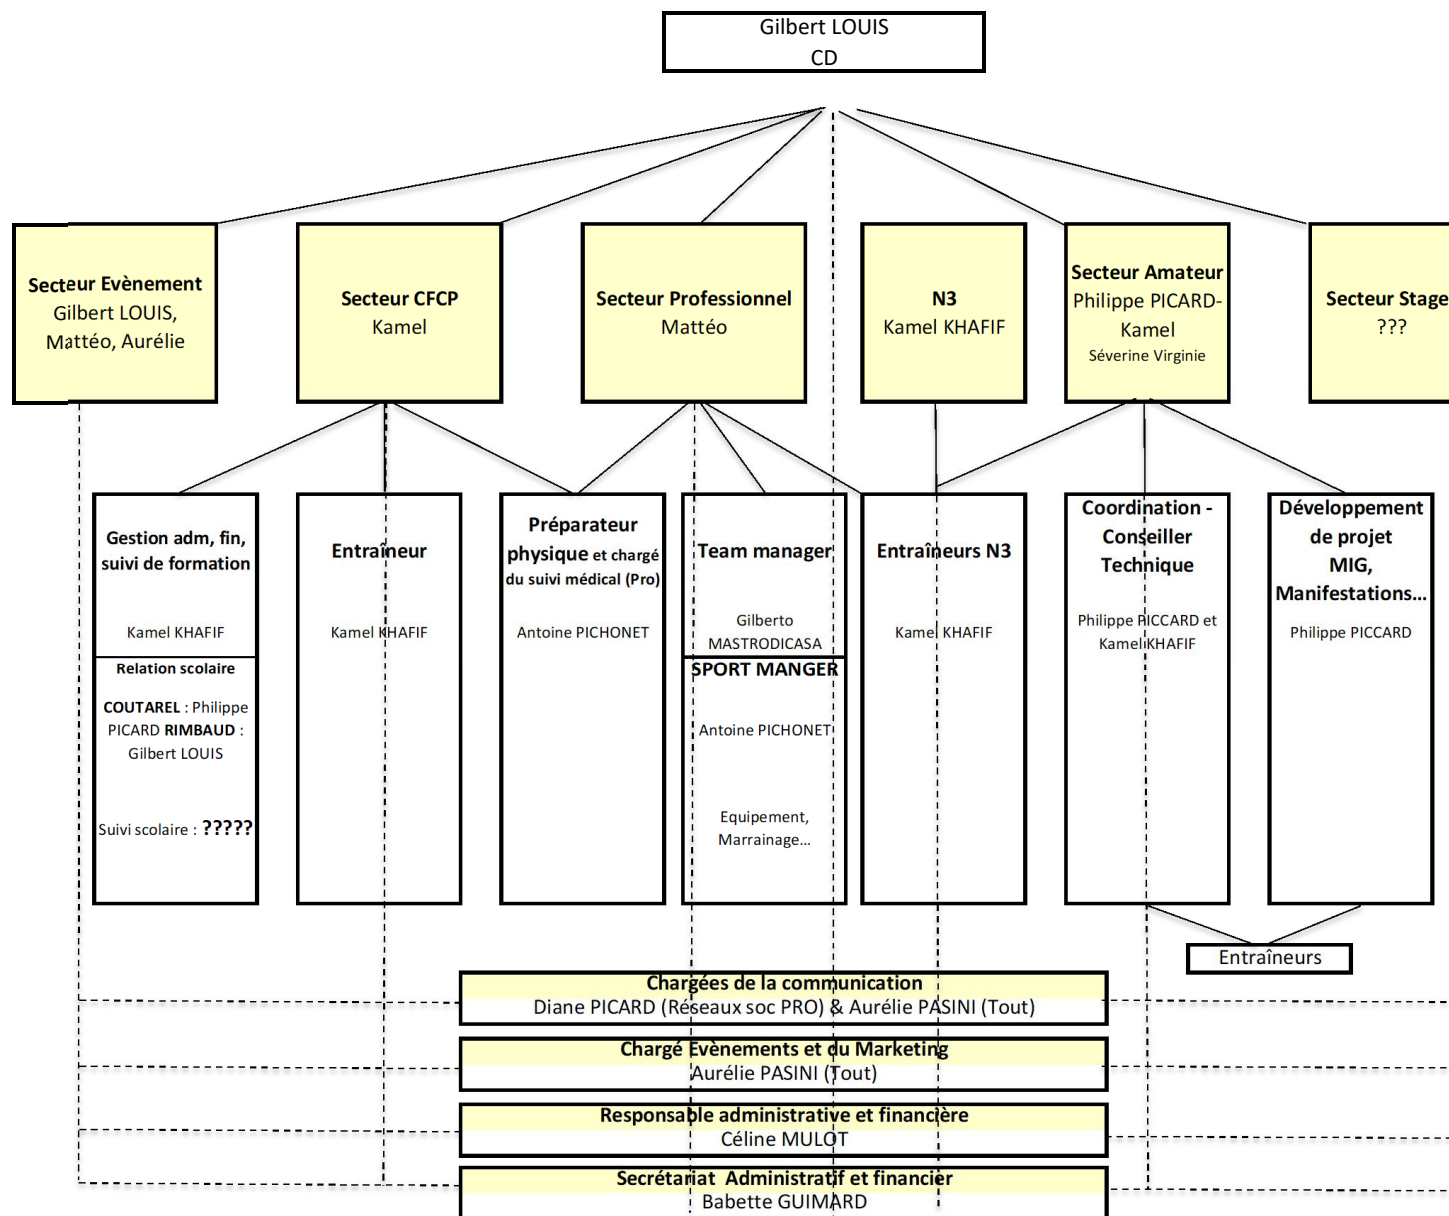 Gilbert LOUIS
CD
Secteur Evènement
Gilbert LOUIS,
Mattéo, Aurélie
Secteur CFCP
Kamel
Secteur Professionnel
Mattéo
N3
Kamel KHAFIF
Secteur Amateur
Philippe PICARD-
Kamel
Séverine Virginie
Secteur Stage
???
Gestion adm, fin,
suivi de formation
Kamel KHAFIF
Relation scolaire
COUTAREL : Philippe
PICARD RIMBAUD :
Gilbert LOUIS
Suivi scolaire : ?????
Entraîneur
Kamel KHAFIF
Préparateur
physique et chargé
du suivi médical (Pro)
Antoine PICHONET
Team manager
Gilberto
MASTRODICASA
SPORT MANGER
Antoine PICHONET
Equipement,
Marrainage...
Entraîneurs N3
Kamel KHAFIF
Coordination -
Conseiller
Technique
Philippe PICCARD et
Kamel KHAFIF
Développement
de projet
MIG,
Manifestations...
Philippe PICCARD
Entraîneurs
Chargées de la communication
Diane PICARD (Réseaux soc PRO) & Aurélie PASINI (Tout)
Chargé Evènements et du Marketing
Aurélie PASINI (Tout)
Responsable administrative et financière
Céline MULOT
Secrétariat Administratif et financier
Babette GUIMARD